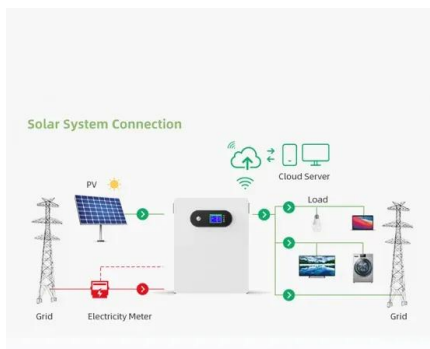 Solar System Connection
Cloud Server
PV
Load
Grid
Electricity Meter
Grid